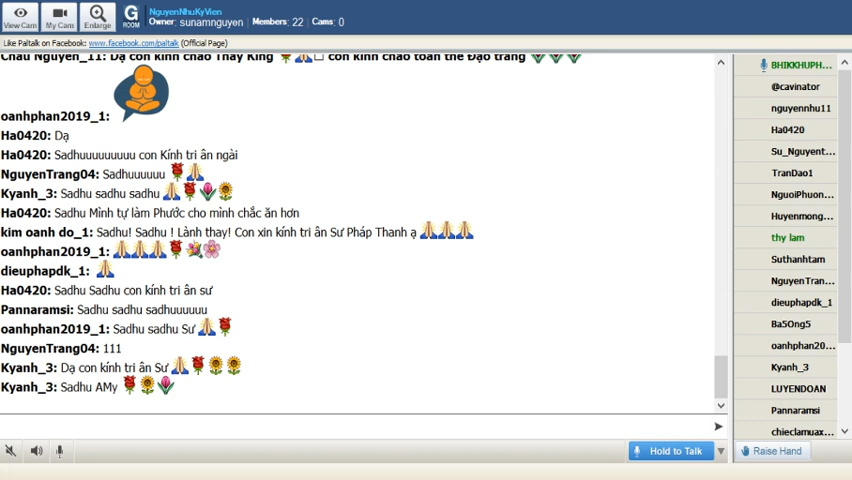 View Cam
My Cam
Enlarge
G
ROOM
NguyenNhuKyVien
Owner: sunamnguyen Members: 22 Cams: 0
Like Paltalk on Facebook: www.facebook.com/paltalk (Official Page)
Chau Nguyen_11: Dạ con kính chào Thầy King 🌹🙏□ con kính chào toàn thể Đạo tràng 🌷🌷🌷
oanhphan2019_1:
Ha0420: Dạ
Ha0420: Sadhuuuuuuuuu con Kính tri ân ngài
NguyenTrang04: Sadhuuuuuu 🌹🙏
Kyanh_3: Sadhu sadhu sadhu 🙏🌹🌷🌻
Ha0420: Sadhu Mình tự làm Phước cho mình chắc ăn hơn
kim oanh do_1: Sadhu! Sadhu ! Lành thay! Con xin kính tri ân Sư Pháp Thanh ạ 🙏🙏🙏
oanhphan2019_1: 🙏🙏🙏🌹💐🌸
dieuphapdk_1: 🙏
Ha0420: Sadhu Sadhu con kính tri ân sư
Pannaramsi: Sadhu sadhu sadhuuuuuu
oanhphan2019_1: Sadhu sadhu Sư 🙏🌹
NguyenTrang04: 111
Kyanh_3: Dạ con kính tri ân Sư 🙏🌹🌻🌻
Kyanh_3: Sadhu AMy 🌹🌻🌷
Hold to Talk
BHIKKHUPH...
@cavinator
nguyennhu11
Ha0420
Su_Nguyent...
TranDao1
NguoiPhuon...
Huyenmong...
thy lam
Suthanhtam
NguyenTran...
dieuphapdk_1
Ba5Ong5
oanhphan20...
Kyanh_3
LUYENDOAN
Pannaramsi
chieclamuax...
Raise Hand